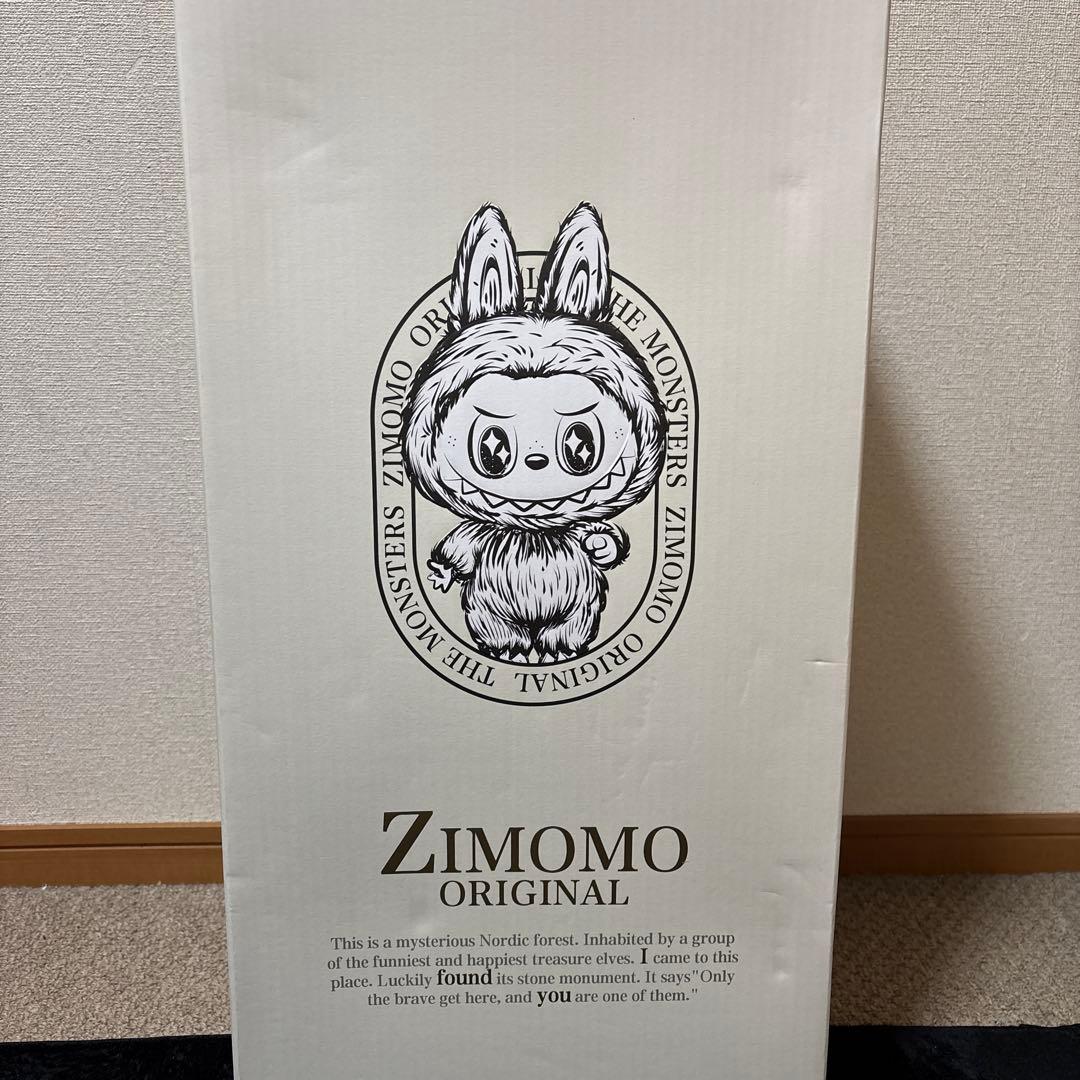 ZIMOMO ORI
HE MONSTERS ZIMOMO ORIGINAL THE MONSTERS
ZIMOMO
ORIGINAL
This is a mysterious Nordic forest. Inhabited by a group
of the funniest and happiest treasure elves. I came to this
place. Luckily found its stone monument. It says"Only
the brave get here, and you are one of them."